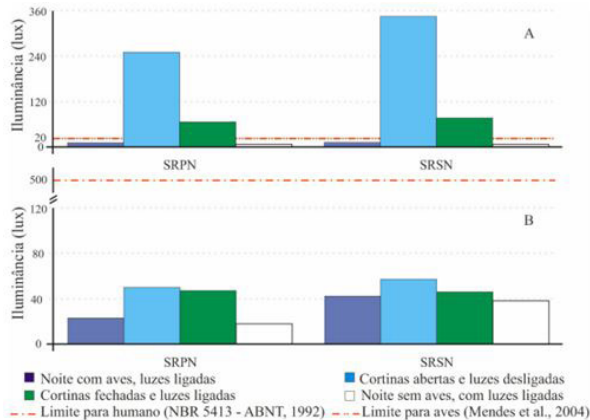 Iluminância (lux)
360
240
120
20
0
A
SRPN
SRSN
Iluminância (lux)
500
120
80
40
0
B
SRPN
SRSN
Noite com aves, luzes ligadas
Cortinas abertas e luzes desligadas
Cortinas fechadas e luzes ligadas
Noite sem aves, com luzes ligadas
Limite para humano (NBR 5413 - ABNT, 1992)
Limite para aves (Mendes et al., 2004)